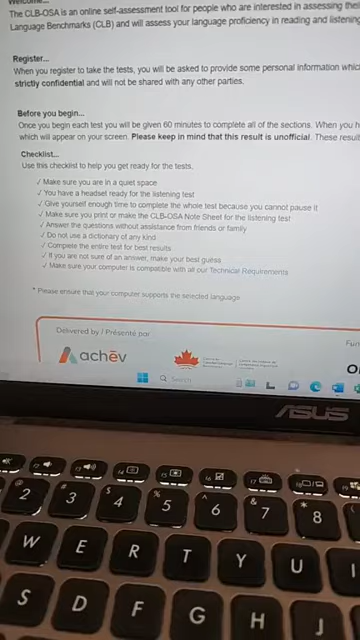 Welcome...
The CLB-OSA is an online self-assessment tool for people who are interested in assessing their
Language Benchmarks (CLB) and will assess your language proficiency in reading and listening
Register...
When you register to take the tests, you will be asked to provide some personal information
strictly confidential and will not be shared with any other parties.
Before you begin...
Once you begin each test you will be given 60 minutes to complete all of the sections. When you
which will appear on your screen. Please keep in mind that this result is unofficial. These
Checklist...
Use this checklist to help you get ready for the tests.
✓ Make sure you are in a quiet space
✓ You have a headset ready for the listening test
✓ Give yourself enough time to complete the whole test because you cannot pause it
✓ Make sure you print or make the CLB-OSA Note Sheet for the listening test
✓ Answer the questions without assistance from friends or family
✓ Do not use a dictionary of any kind
✓ Complete the entire test for best results
✓ If you are not sure of an answer, make your best guess
✓ Make sure your computer is compatible with all our Technical Requirements
* Please ensure that your computer supports the selected language
Delivered by / Présenté par
achēv
Search
ASUS
f2 f3 f4 f5 f6 f7 f8 f9
@ 2 # 3 $ 4 % 5 ^ 6 & 7 * 8 (
W E R T Y U I
S D F G H J